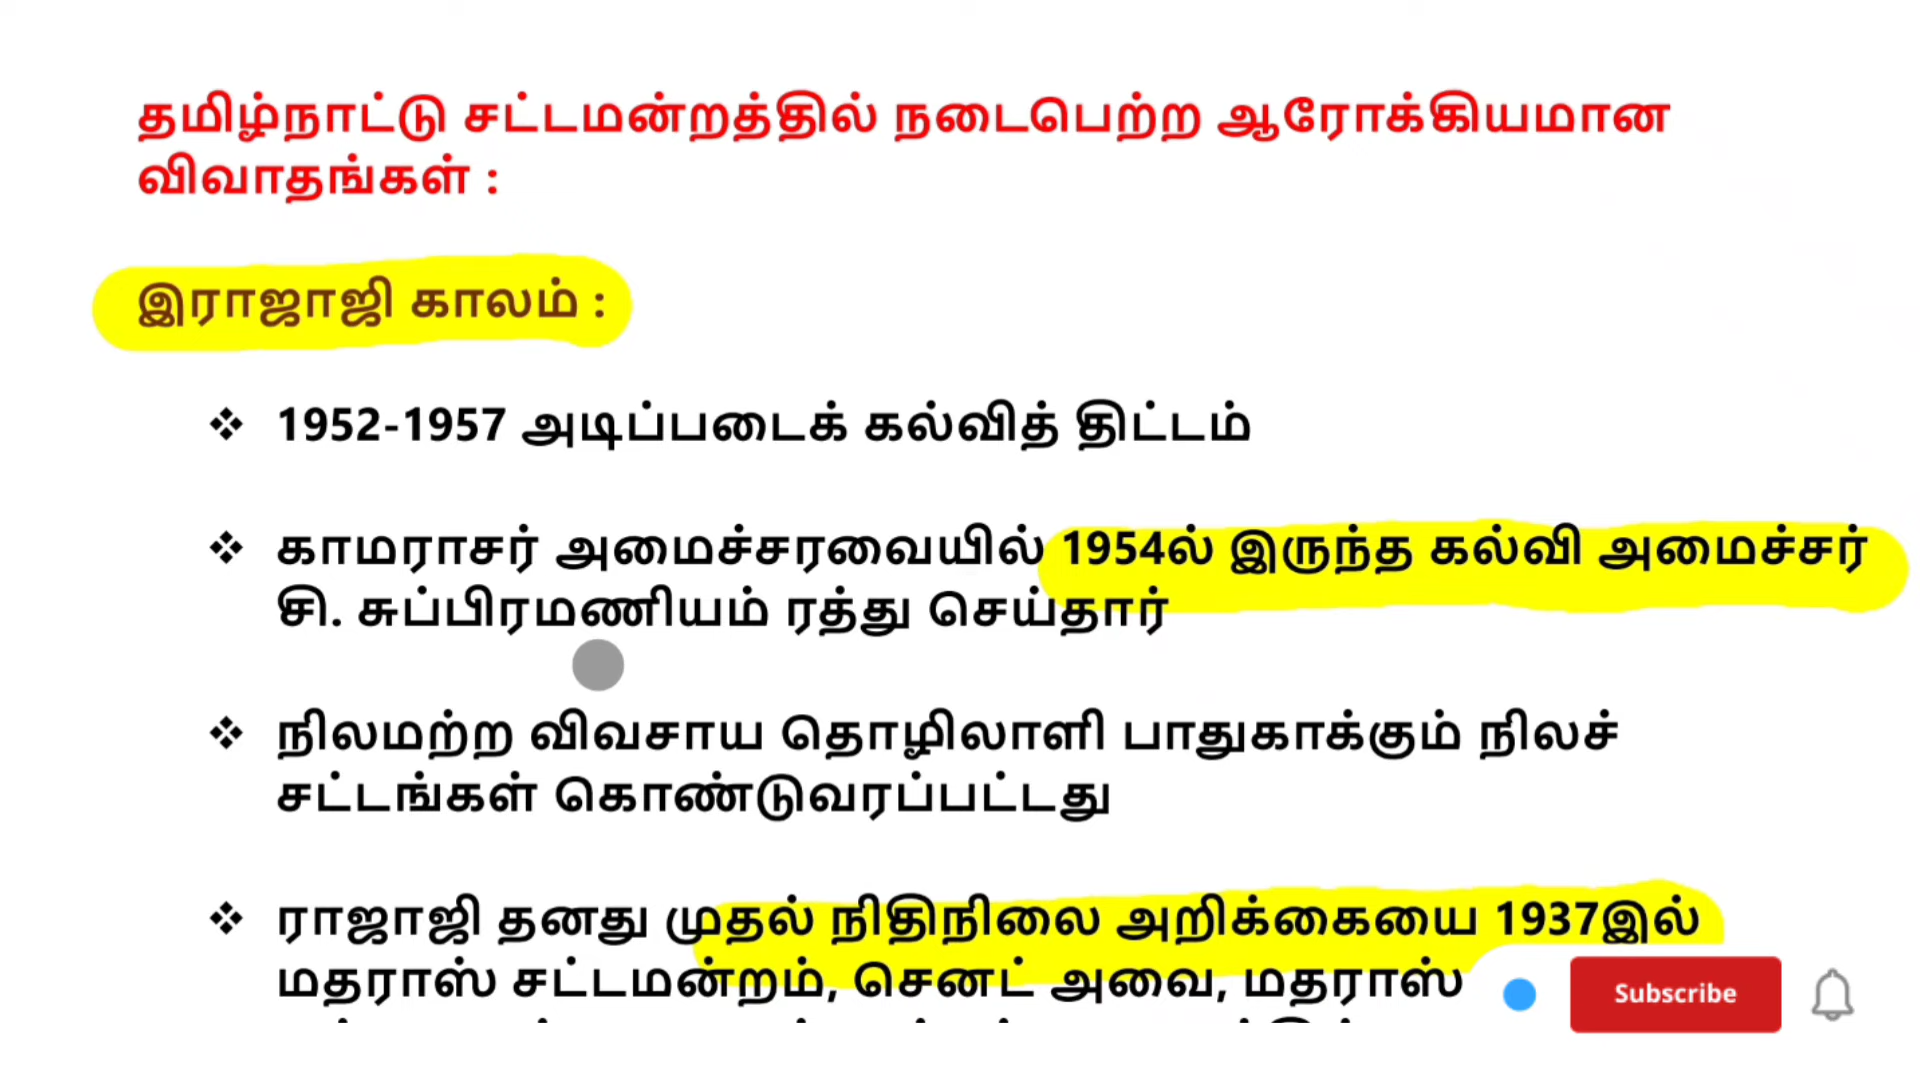 தமிழ்நாட்டு சட்டமன்றத்தில் நடைபெற்ற ஆரோக்கியமான
விவாதங்கள் :
இராஜாஜி காலம் :
❖ 1952-1957 அடிப்படைக் கல்வித் திட்டம்
❖ காமராசர் அமைச்சரவையில் 1954ல் இருந்த கல்வி அமைச்சர்
சி. சுப்பிரமணியம் ரத்து செய்தார்
❖ நிலமற்ற விவசாய தொழிலாளி பாதுகாக்கும் நிலச்
சட்டங்கள் கொண்டுவரப்பட்டது
❖ ராஜாஜி தனது முதல் நிதிநிலை அறிக்கையை 1937இல்
மதராஸ் சட்டமன்றம், செனட் அவை, மதராஸ்
Subscribe